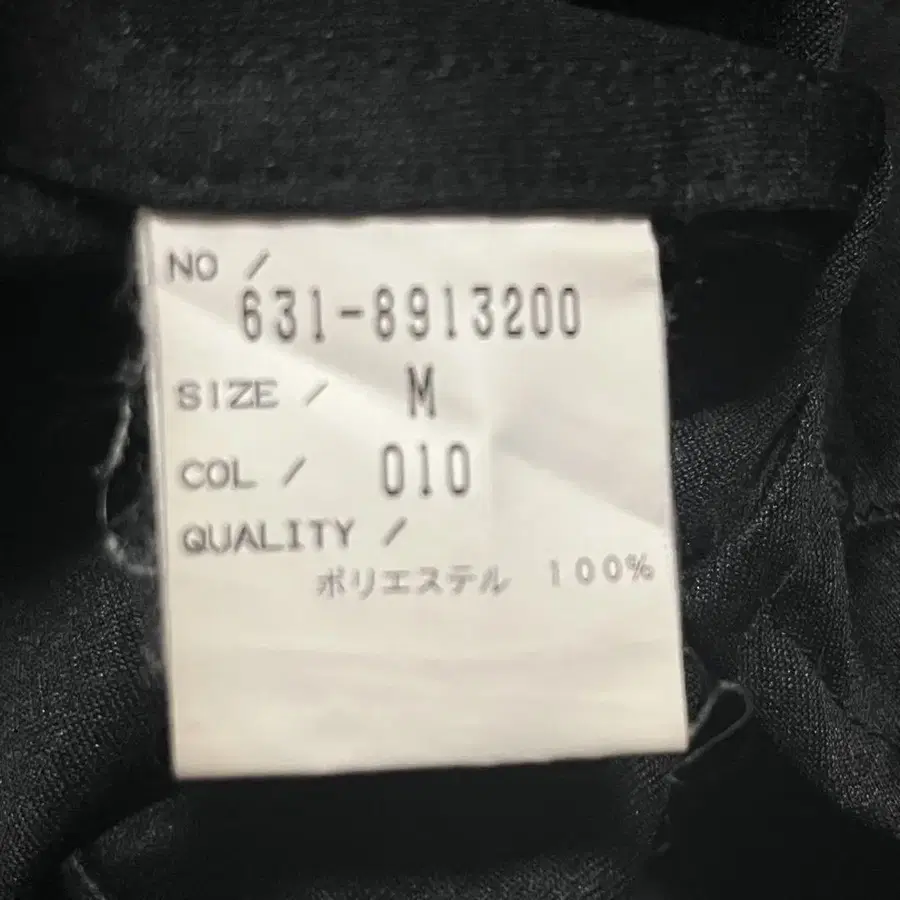 NO /
631-8913200
SIZE / M
COL / 010
QUALITY /
ポリエステル 100%